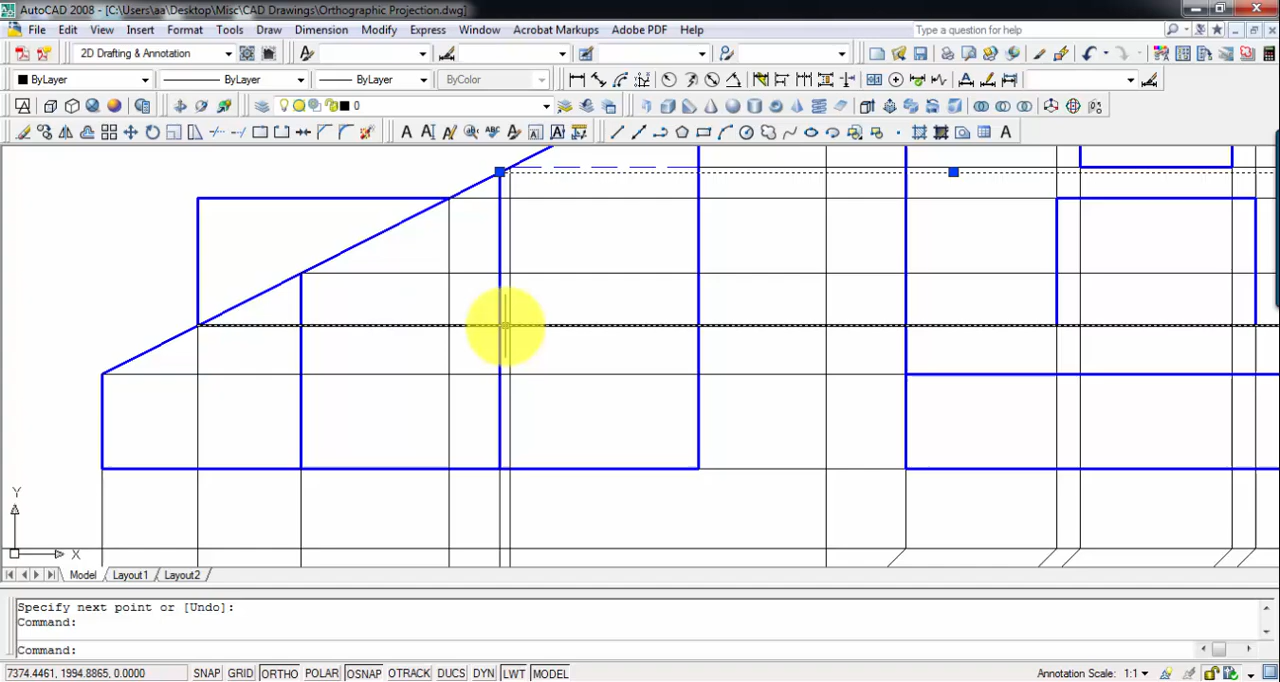 AutoCAD 2008 - [C:\Users\aa\Desktop\Misc\CAD Drawings\Orthographic Projection.dwg]
File Edit View Insert Format Tools Draw Dimension Modify Express Window Acrobat Markups Adobe PDF Help Type a question for help
2D Drafting & Annotation
ByLayer ByLayer ByLayer ByColor
0
Y
X
Model Layout1 Layout2
Specify next point or [Undo]:
Command:
Command:
7374.4461, 1994.8865, 0.0000 SNAP GRID ORTHO POLAR OSNAP OTRACK DUCS DYN LWT MODEL Annotation Scale: 1:1